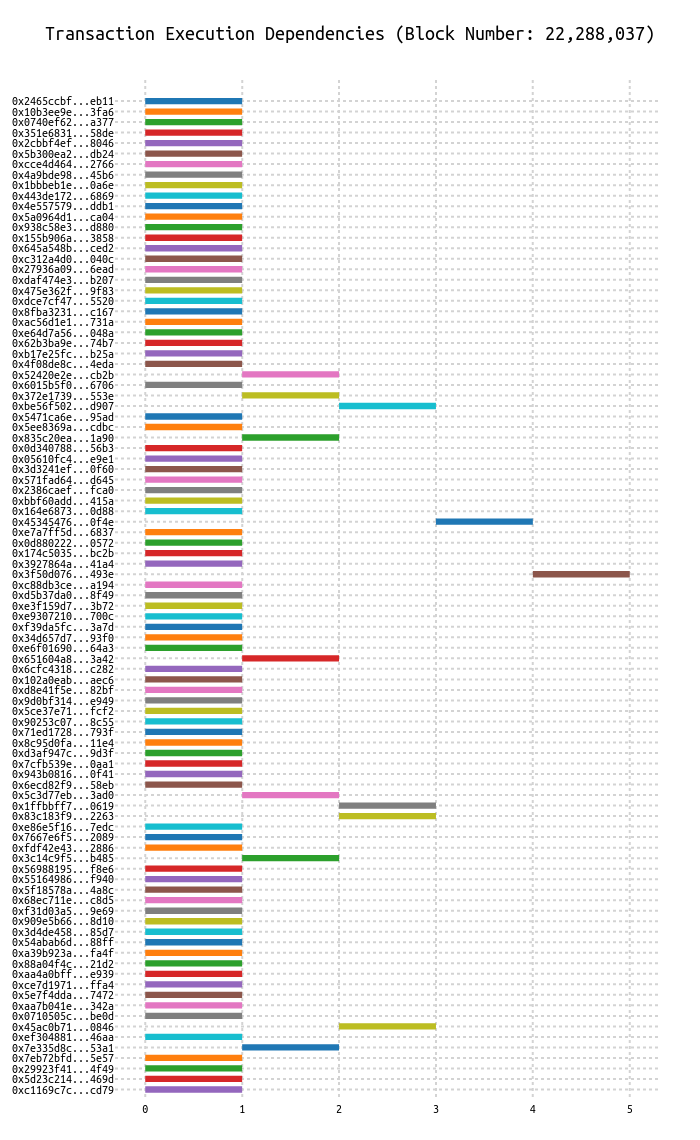 Transaction Execution Dependencies (Block Number: 22,288,037)
0x2465ccbf...eb11
0x10b3ee9e...3fa6
0x0740ef62...a377
0x351e6831...58de
0x2cbbf4ef...8046
0x5b300ea2...db24
0xcce4d464...2766
0x4a9bde98...45b6
0x1bbbeb1e...0a6e
0x443de172...6869
0x4e557579...ddb1
0x5a0964d1...ca04
0x938c58e3...d880
0x155b906a...3858
0x645a548b...ced2
0xc312a4d0...040c
0x27936a09...6ead
0xdaf474e3...b207
0x475e362f...9f83
0xdce7cf47...5520
0x8fba3231...c167
0xac56d1e1...731a
0xe64d7a56...048a
0x62b3ba9e...74b7
0xb17e25fc...b25a
0x4f08de8c...4eda
0x52420e2e...cb2b
0x6015b5f0...6706
0x372e1739...553e
0xbe56f502...d907
0x5471ca6e...95ad
0x5ee8369a...cdbc
0x835c20ea...1a90
0x0d340788...56b3
0x05610fc4...e9e1
0x3d3241ef...0f60
0x571fad64...d645
0x2386caef...fca0
0xbbf60add...415a
0x164e6873...0d88
0x45345476...0f4e
0xe7a7ff5d...6837
0x0d880222...0572
0x174c5035...bc2b
0x3927864a...41a4
0x3f50d076...493e
0xc88db3ce...a194
0xd5b37da0...8f49
0xe3f159d7...3b72
0xe9307210...700c
0xf39da5fc...3a7d
0x34d657d7...93f0
0xe6f01690...64a3
0x651604a8...3a42
0x6cfc4318...c282
0x102a0eab...aec6
0xd8e41f5e...82bf
0x9d0bf314...e949
0x5ce37e71...fcf2
0x90253c07...8c55
0x71ed1728...793f
0x8c95d0fa...11e4
0xd3af947c...9d3f
0x7cfb539e...0aa1
0x943b0816...0f41
0x6ecd82f9...58eb
0x5c3d77eb...3ad0
0x1ffbbff7...0619
0x83c183f9...2263
0xe86e5f16...7edc
0x7667e6f5...2089
0xfdf42e43...2886
0x3c14c9f5...b485
0x56988195...f8e6
0x55164986...f940
0x5f18578a...4a8c
0x68ec711e...c8d5
0xf31d03a5...9e69
0x909e5b66...8d10
0x3d4de458...85d7
0x54abab6d...88ff
0xa39b923a...fa4f
0x88a04f4c...21d2
0xaa4a0bff...e939
0xce7d1971...ffa4
0x5e7f4dda...7472
0xaa7b041e...342a
0x0710505c...be0d
0x45ac0b71...0846
0xef304881...46aa
0x7e335d8c...53a1
0x7eb72bfd...5e57
0x29923f41...4f49
0x5d23c214...469d
0xc1169c7c...cd79
0 1 2 3 4 5